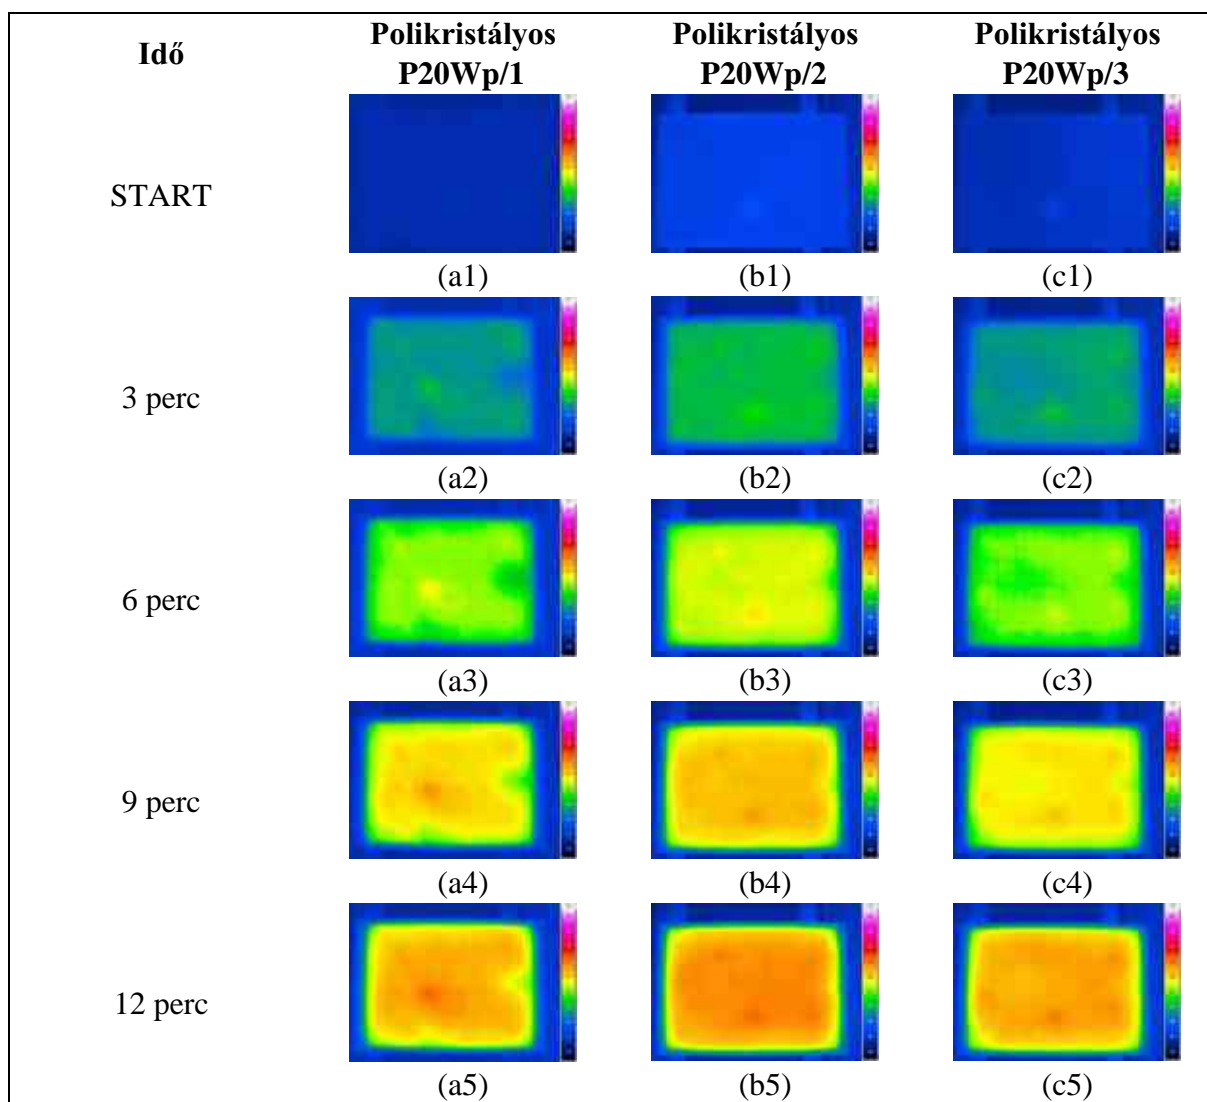 Idő
Polikristályos
P20Wp/1
Polikristályos
P20Wp/2
Polikristályos
P20Wp/3
START
(a1)
(b1)
(c1)
3 perc
(a2)
(b2)
(c2)
6 perc
(a3)
(b3)
(c3)
9 perc
(a4)
(b4)
(c4)
12 perc
(a5)
(b5)
(c5)